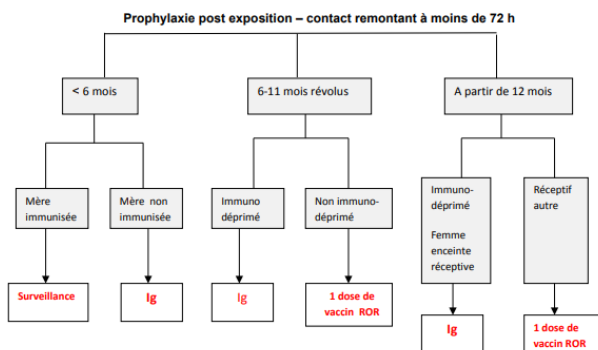 Prophylaxie post exposition – contact remontant à moins de 72 h
< 6 mois
6-11 mois révolus
A partir de 12 mois
Mère
immunisée
Mère non
immunisée
Immuno
déprimé
Non immuno-
déprimé
Immuno-
déprimé
Femme
enceinte
réceptive
Réceptif
autre
Surveillance
Ig
Ig
1 dose de
vaccin ROR
Ig
1 dose de
vaccin ROR